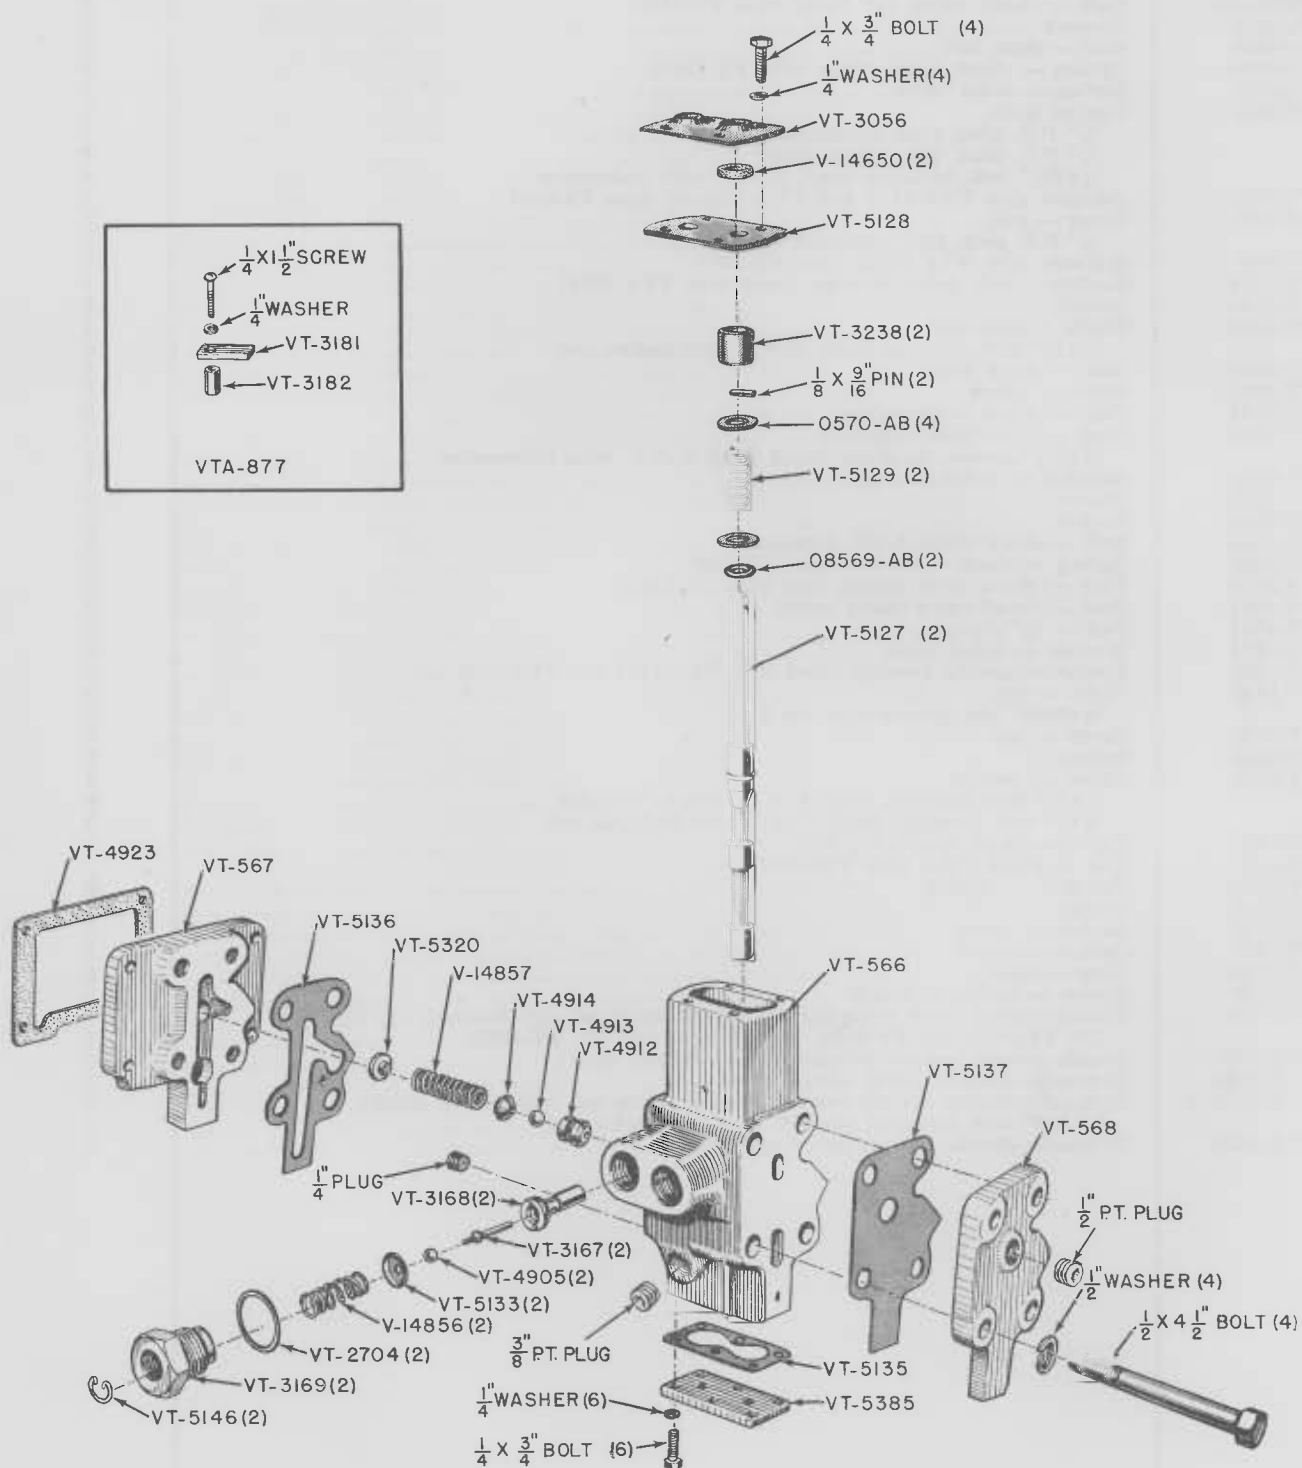 1/4 X 3/4" BOLT (4)
1/4" WASHER (4)
VT-3056
V-14650 (2)
VT-5128
1/4 X 1 1/2" SCREW
1/4" WASHER
VT-3181
VT-3182
VTA-877
VT-3238 (2)
1/8 X 9/16" PIN (2)
0570-AB (4)
VT-5129 (2)
08569-AB (2)
VT-5127 (2)
VT-4923
VT-567
VT-5136
VT-5320
V-14857
VT-4914
VT-4913
VT-4912
VT-566
VT-5137
VT-568
1/4" PLUG
VT-3168 (2)
VT-3167 (2)
VT-4905 (2)
VT-5133 (2)
V-14856 (2)
VT-2704 (2)
VT-3169 (2)
VT-5146 (2)
3/8" P.T. PLUG
1/2" P.T. PLUG
1/2" WASHER (4)
1/2 X 4 1/2" BOLT (4)
VT-5135
VT-5385
1/4" WASHER (6)
1/4 X 3/4" BOLT (6)